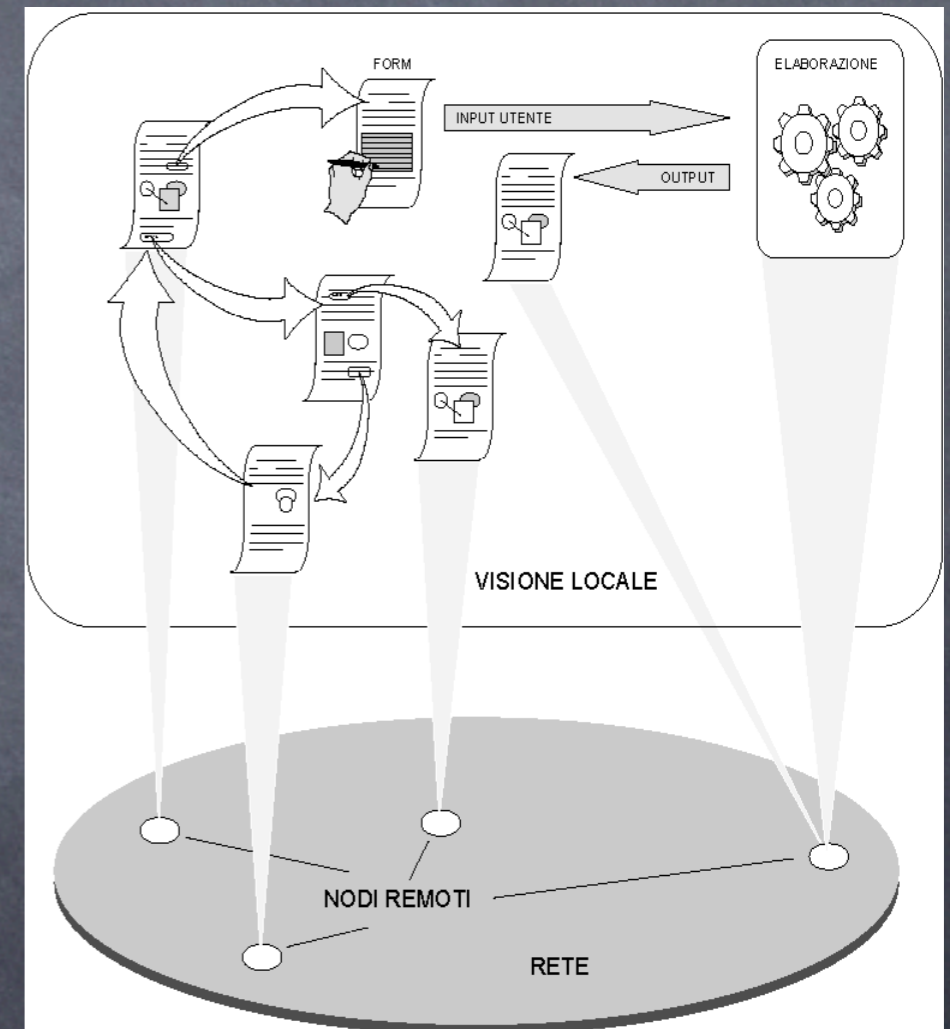 FORM
ELABORAZIONE
INPUT UTENTE
OUTPUT
VISIONE LOCALE
NODI REMOTI
RETE